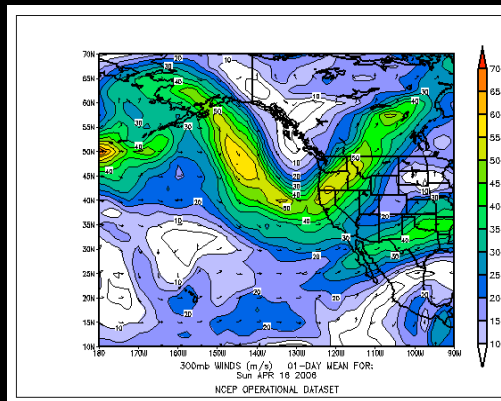 70N
65N
60N
55N
50N
45N
40N
35N
30N
25N
20N
15N
10N
180 170W 160W 150W 140W 130W 120W 110W 100W 90W
70
65
60
55
50
45
40
35
30
25
20
15
10
300mb WINDS (m/s) 01-DAY MEAN FOR:
Sun APR 16 2006
NCEP OPERATIONAL DATASET